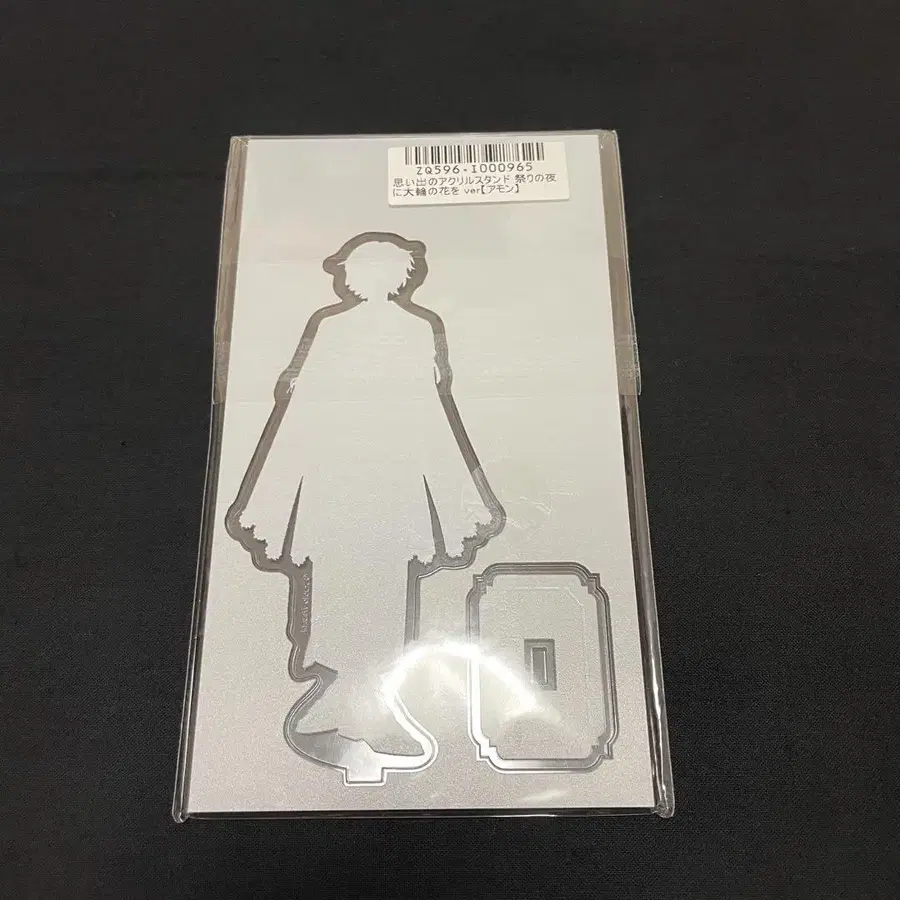 ZQ596-I000965
思い出のアクリルスタンド 祭りの夜
に大輪の花を ver【アモン】